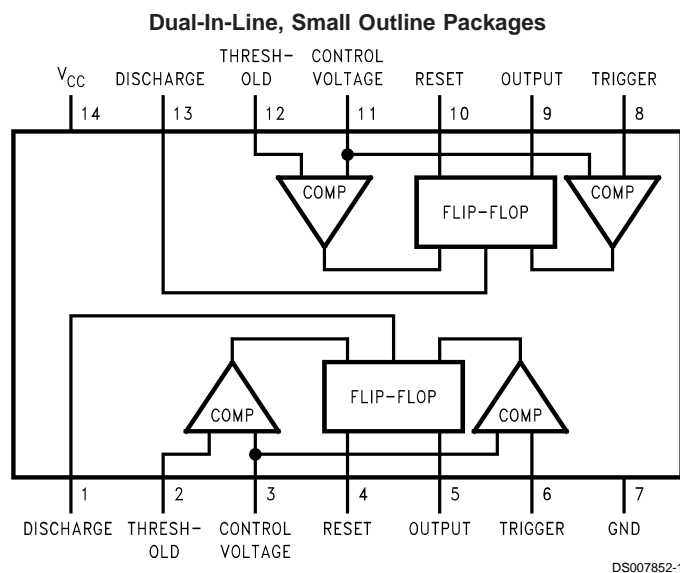 Dual-In-Line, Small Outline Packages
V_CC DISCHARGE THRESH-OLD CONTROL VOLTAGE RESET OUTPUT TRIGGER
14 13 12 11 10 9 8
COMP FLIP-FLOP COMP
COMP FLIP-FLOP COMP
1 2 3 4 5 6 7
DISCHARGE THRESH-OLD CONTROL VOLTAGE RESET OUTPUT TRIGGER GND
DS007852-1